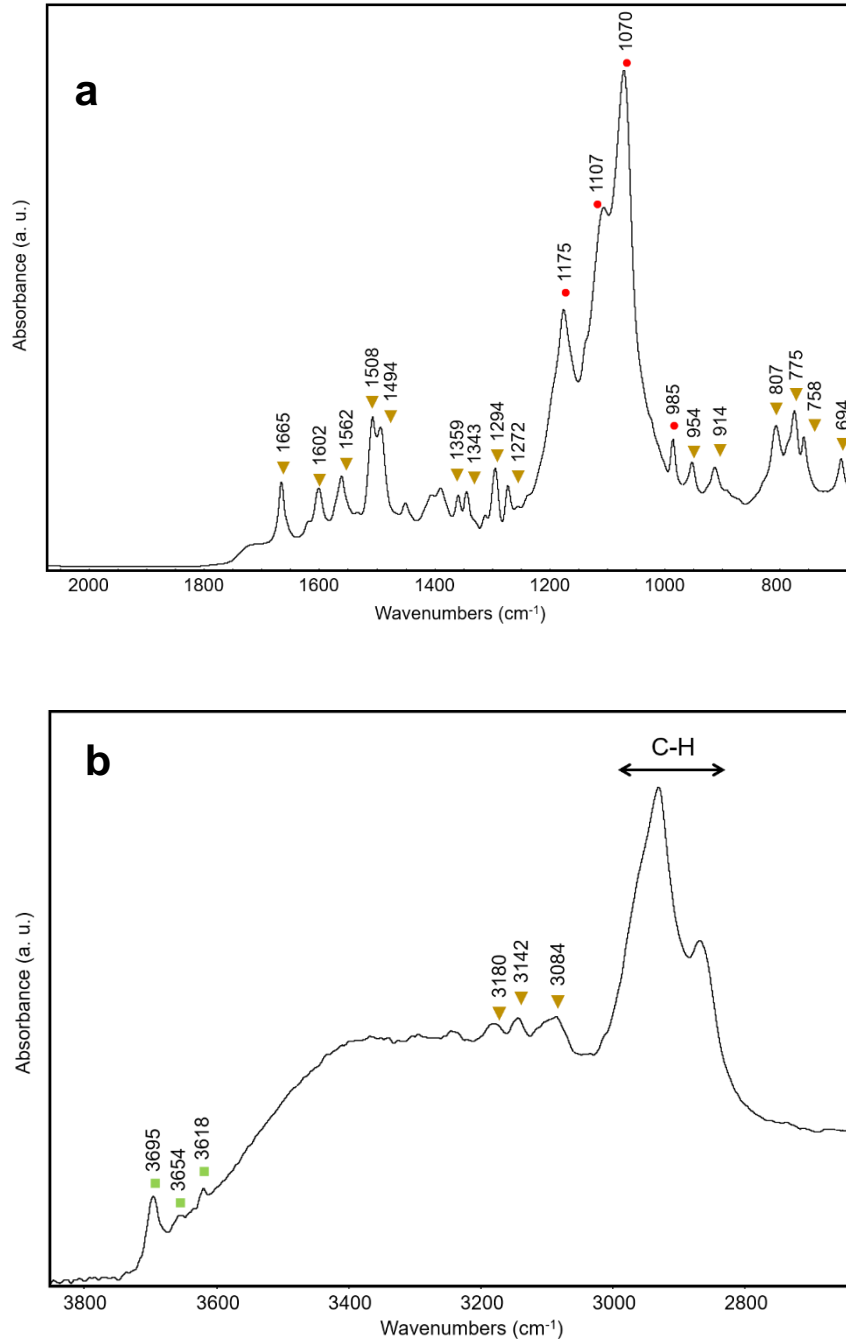 a
1070
1107
1175
1508
1494
1665
1602
1562
1359
1343
1294
1272
985
954
914
807
775
758
694
Absorbance (a. u.)
2000 1800 1600 1400 1200 1000 800
Wavenumbers (cm-1)
b
C-H
3180
3142
3084
3695
3654
3618
Absorbance (a. u.)
3800 3600 3400 3200 3000 2800
Wavenumbers (cm-1)